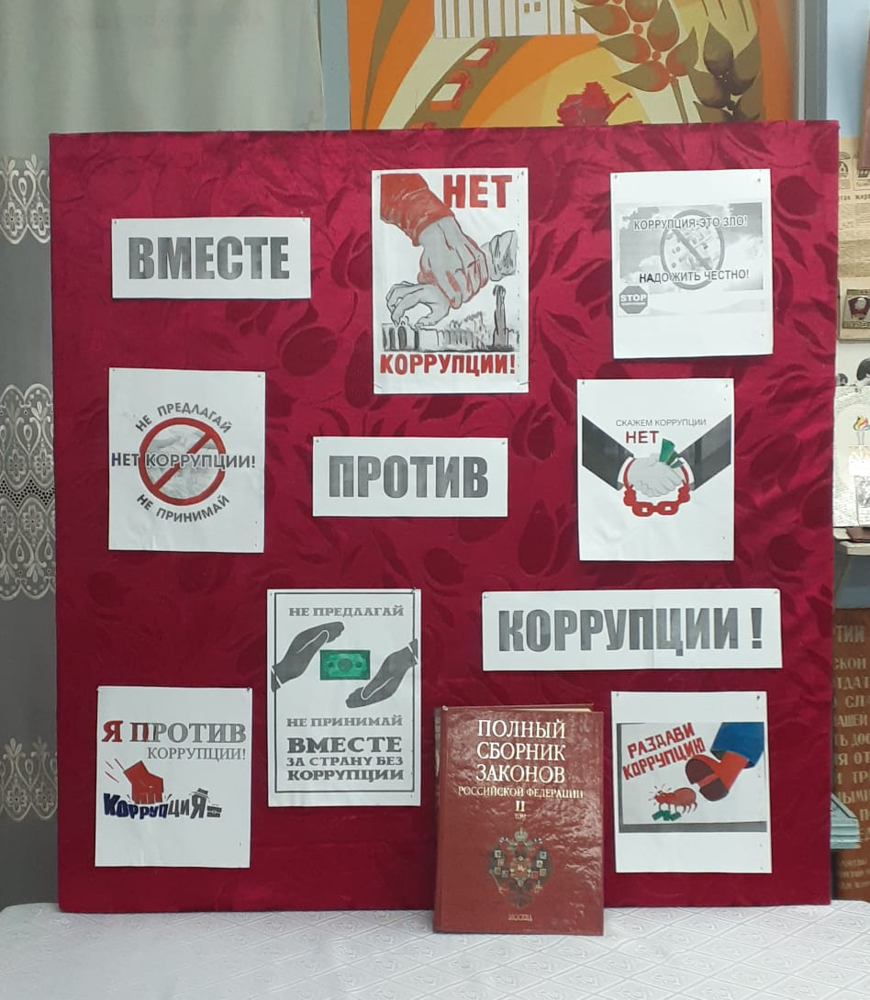 ВМЕСТЕ
НЕТ
КОРРУПЦИИ!
КОРРУПЦИЯ-ЭТО ЗЛО!
НАДО ЖИТЬ ЧЕСТНО!
STOP
НЕ ПРЕДЛАГАЙ
НЕТ КОРРУПЦИИ!
НЕ ПРИНИМАЙ
ПРОТИВ
СКАЖЕМ КОРРУПЦИИ
НЕТ
НЕ ПРЕДЛАГАЙ
НЕ ПРИНИМАЙ
ВМЕСТЕ
ЗА СТРАНУ БЕЗ
КОРРУПЦИИ
КОРРУПЦИИ !
Я ПРОТИВ
КОРРУПЦИИ!
КОРРУПЦИЯ
ПОЛНЫЙ
СБОРНИК
ЗАКОНОВ
РОССИЙСКОЙ ФЕДЕРАЦИИ
II
ТОМ
МОСКВА
РАЗДАВИ
КОРРУПЦИЮ